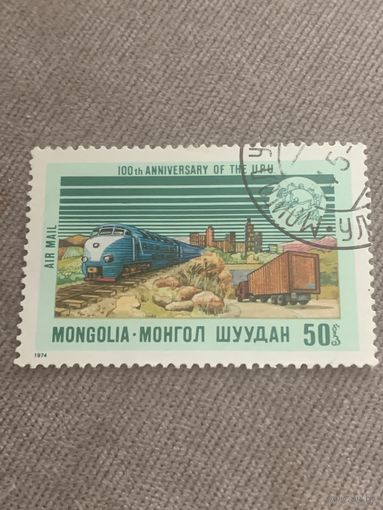 100th ANNIVERSARY OF THE U.P.U.
AIR MAIL
MONGOLIA · МОНГОЛ ШУУДАН 50
1974